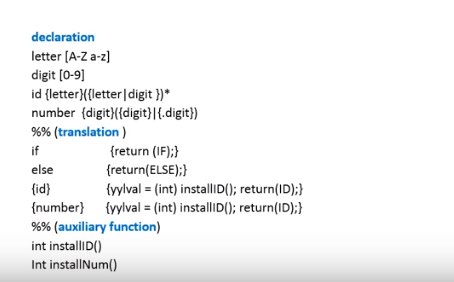 declaration
letter [A-Z a-z]
digit [0-9]
id {letter}({letter|digit })*
number {digit}({digit}|{.digit})
%% (translation )
if {return (IF);}
else {return(ELSE);}
{id} {yylval = (int) installID(); return(ID);}
{number} {yylval = (int) installID(); return(ID);}
%% (auxiliary function)
int installID()
Int installNum()